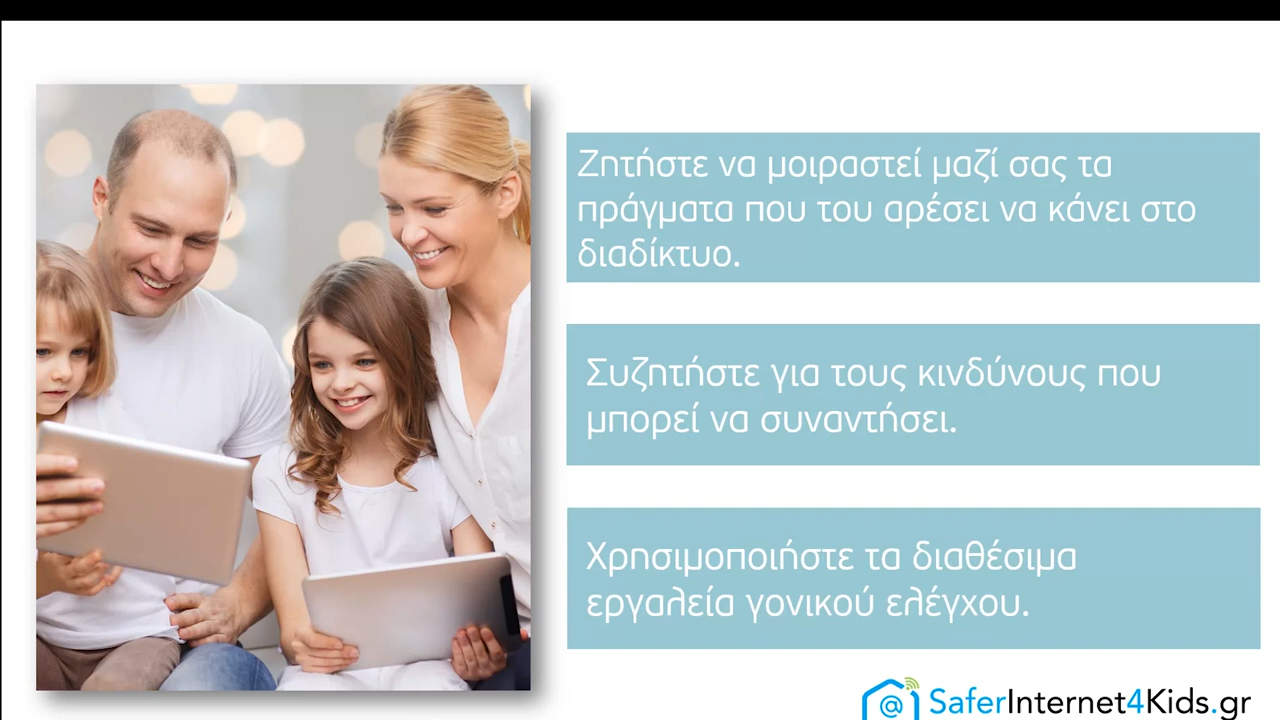 Ζητήστε να μοιραστεί μαζί σας τα
πράγματα που του αρέσει να κάνει στο
διαδίκτυο.
Συζητήστε για τους κινδύνους που
μπορεί να συναντήσει.
Χρησιμοποιήστε τα διαθέσιμα
εργαλεία γονικού ελέγχου.
@ SaferInternet4Kids.gr